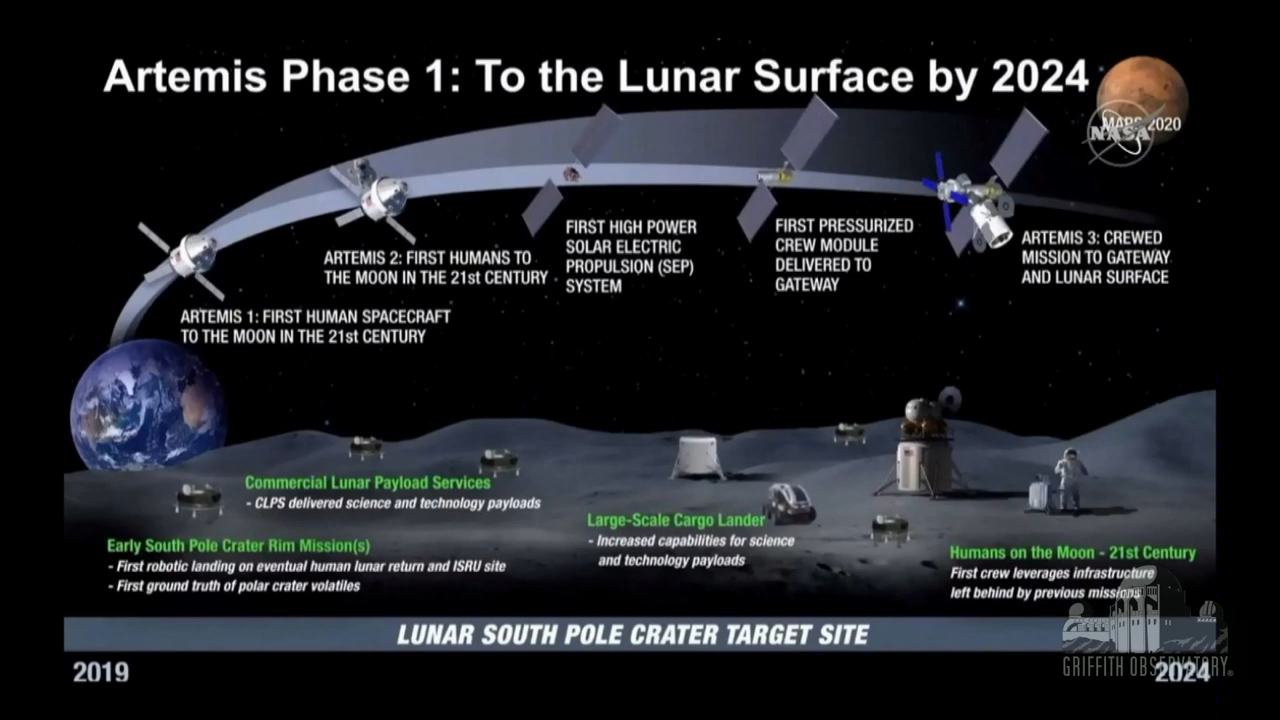 Artemis Phase 1: To the Lunar Surface by 2024
MARS 2020
NASA
ARTEMIS 2: FIRST HUMANS TO
THE MOON IN THE 21st CENTURY
FIRST HIGH POWER
SOLAR ELECTRIC
PROPULSION (SEP)
SYSTEM
FIRST PRESSURIZED
CREW MODULE
DELIVERED TO
GATEWAY
ARTEMIS 3: CREWED
MISSION TO GATEWAY
AND LUNAR SURFACE
ARTEMIS 1: FIRST HUMAN SPACECRAFT
TO THE MOON IN THE 21st CENTURY
Commercial Lunar Payload Services
- CLPS delivered science and technology payloads
Early South Pole Crater Rim Mission(s)
- First robotic landing on eventual human lunar return and ISRU site
- First ground truth of polar crater volatiles
Large-Scale Cargo Lander
- Increased capabilities for science
and technology payloads
Humans on the Moon - 21st Century
First crew leverages infrastructure
left behind by previous missions
LUNAR SOUTH POLE CRATER TARGET SITE
2019
2024
GRIFFITH OBSERVATORY®